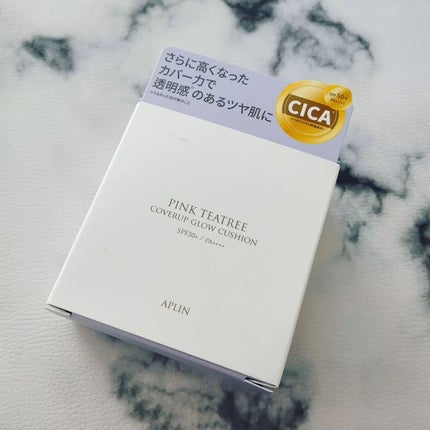 さらに高くなった
カバー力で
透明感*のあるツヤ肌に
CICA
SPF50+
PINK TEATREE
COVERUP GLOW CUSHION
SPF50+ / PA++++
APLIN